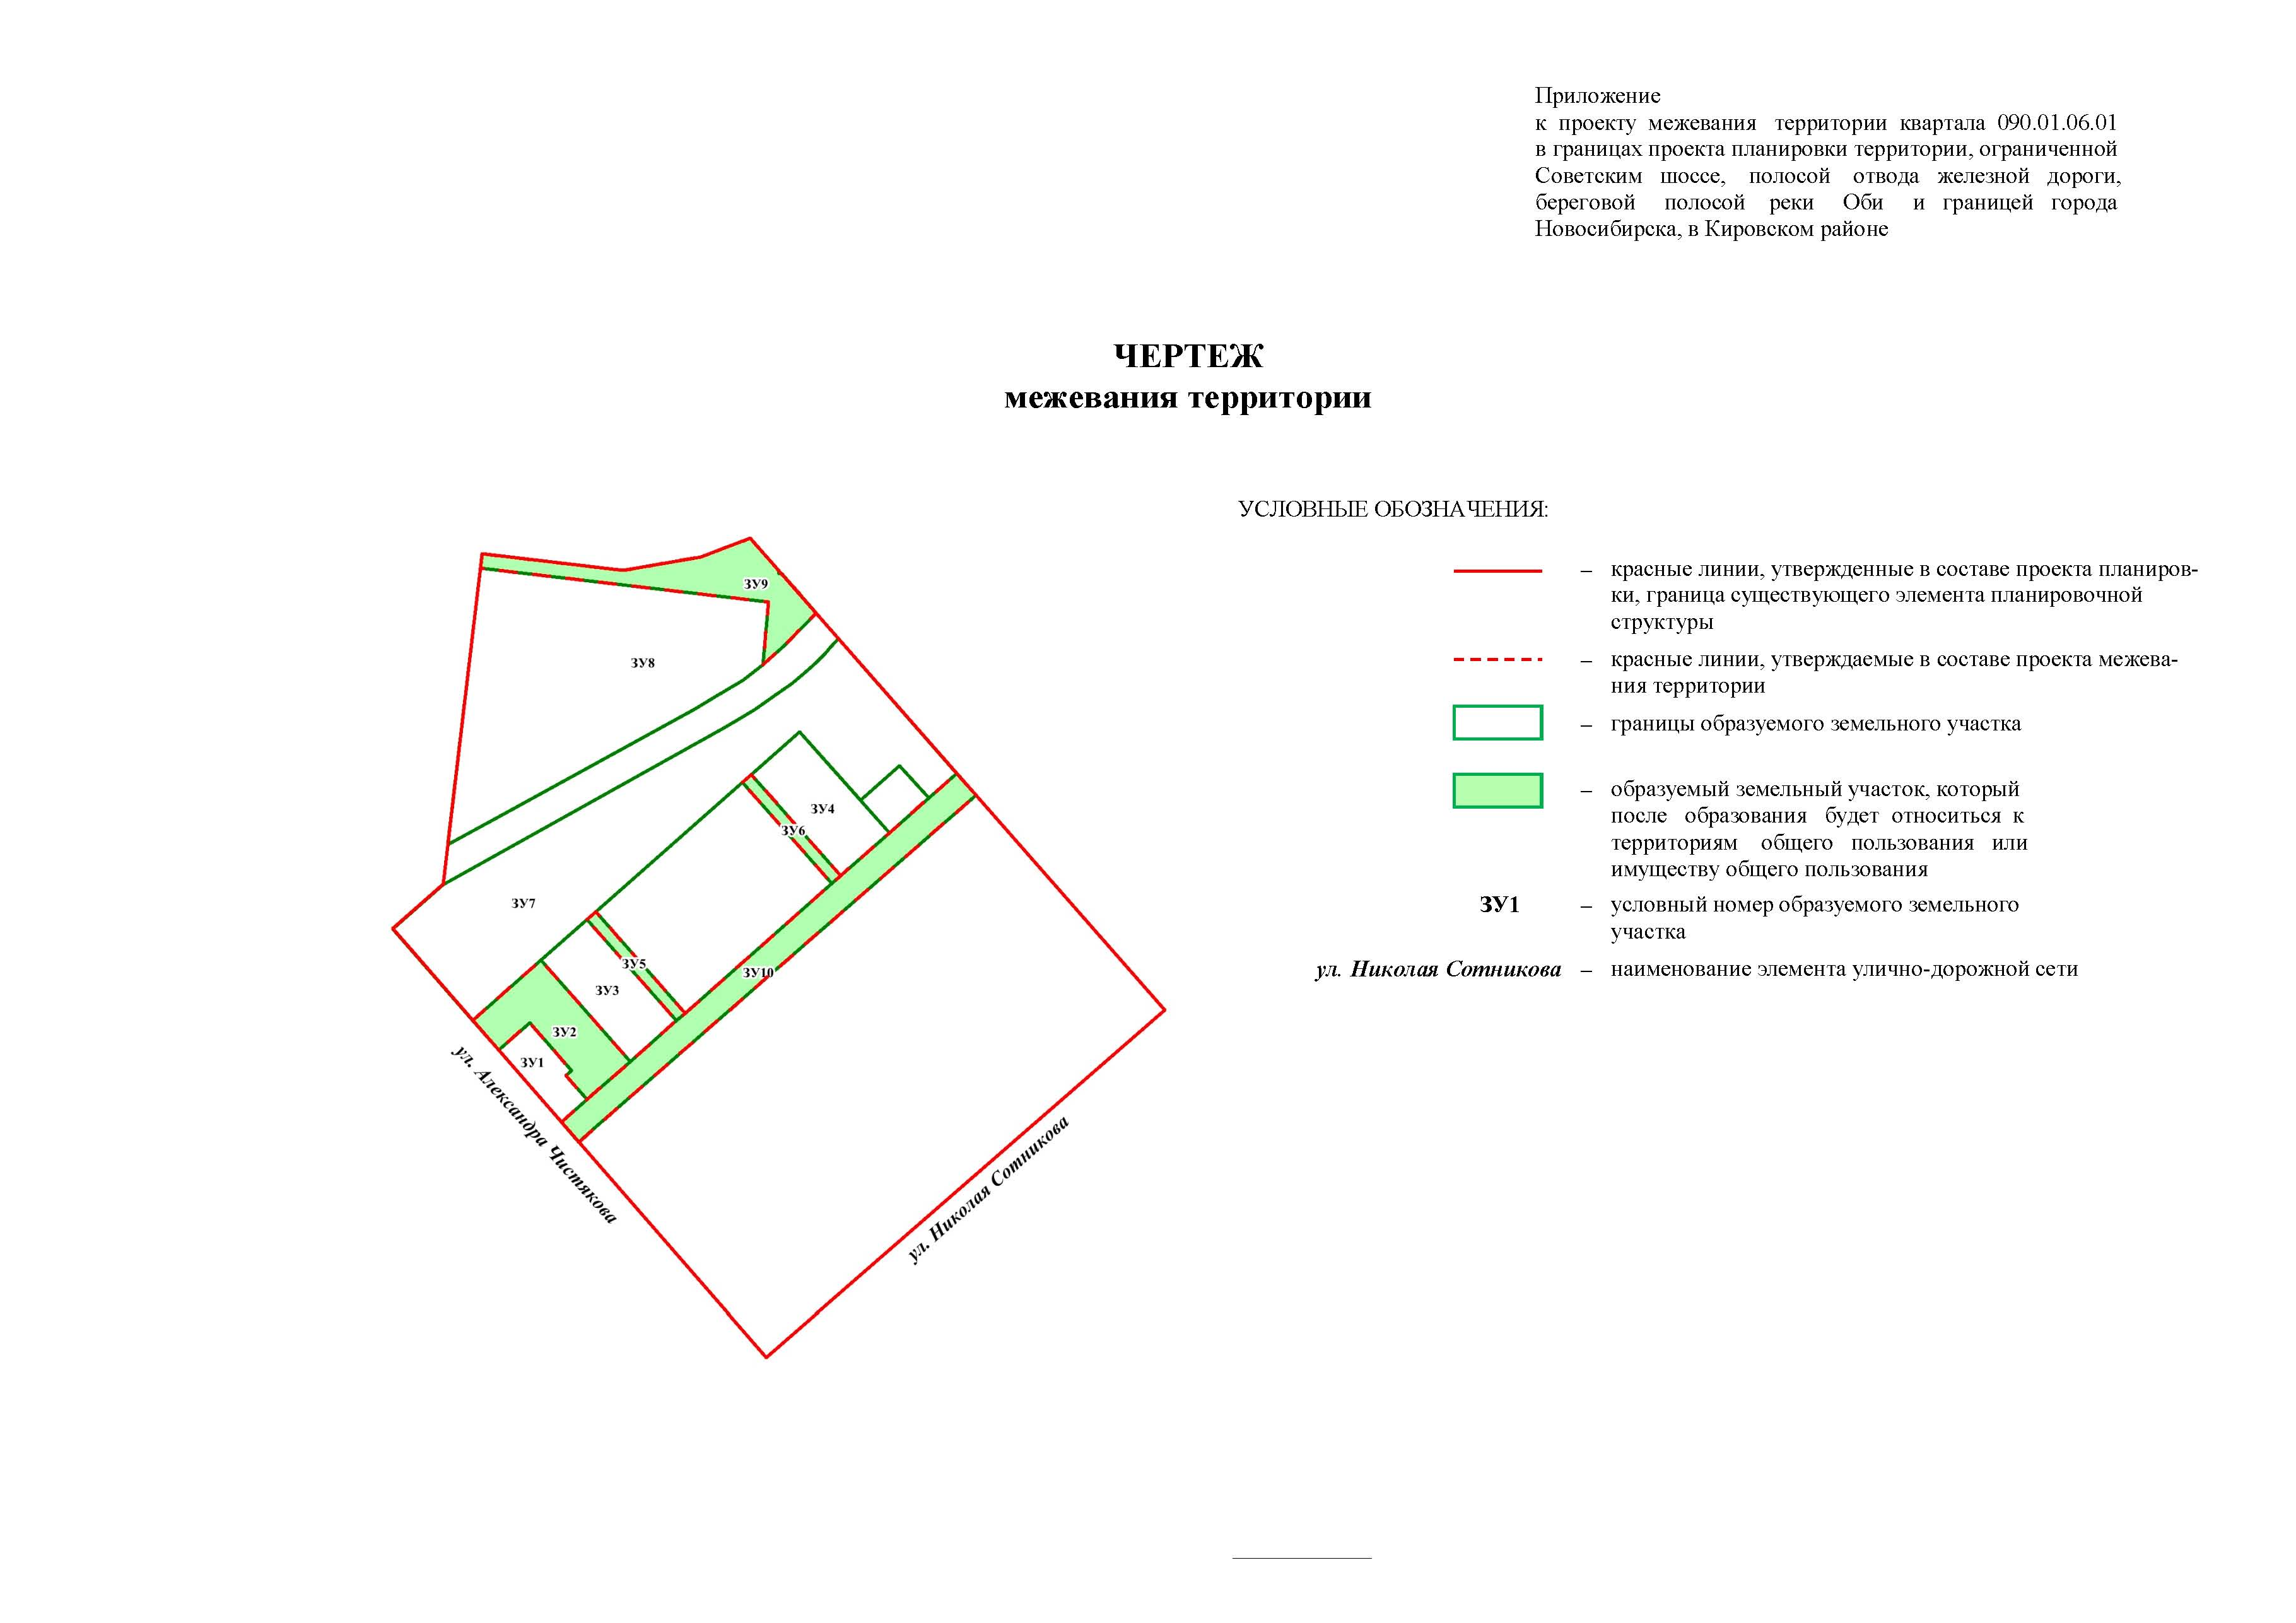 Приложение
к проекту межевания территории квартала 090.01.06.01
в границах проекта планировки территории, ограниченной
Советским шоссе, полосой отвода железной дороги,
береговой полосой реки Оби и границей города
Новосибирска, в Кировском районе
ЧЕРТЕЖ
межевания территории
УСЛОВНЫЕ ОБОЗНАЧЕНИЯ:
– красные линии, утвержденные в составе проекта планиров-
ки, граница существующего элемента планировочной
структуры
– красные линии, утверждаемые в составе проекта межева-
ния территории
– границы образуемого земельного участка
– образуемый земельный участок, который
после образования будет относиться к
территориям общего пользования или
имуществу общего пользования
ЗУ1 – условный номер образуемого земельного
участка
ул. Николая Сотникова – наименование элемента улично-дорожной сети
ЗУ9
ЗУ8
ЗУ4
ЗУ6
ЗУ7
ЗУ5
ЗУ10
ЗУ3
ЗУ2
ЗУ1
ул. Александра Чистякова
ул. Николая Сотникова